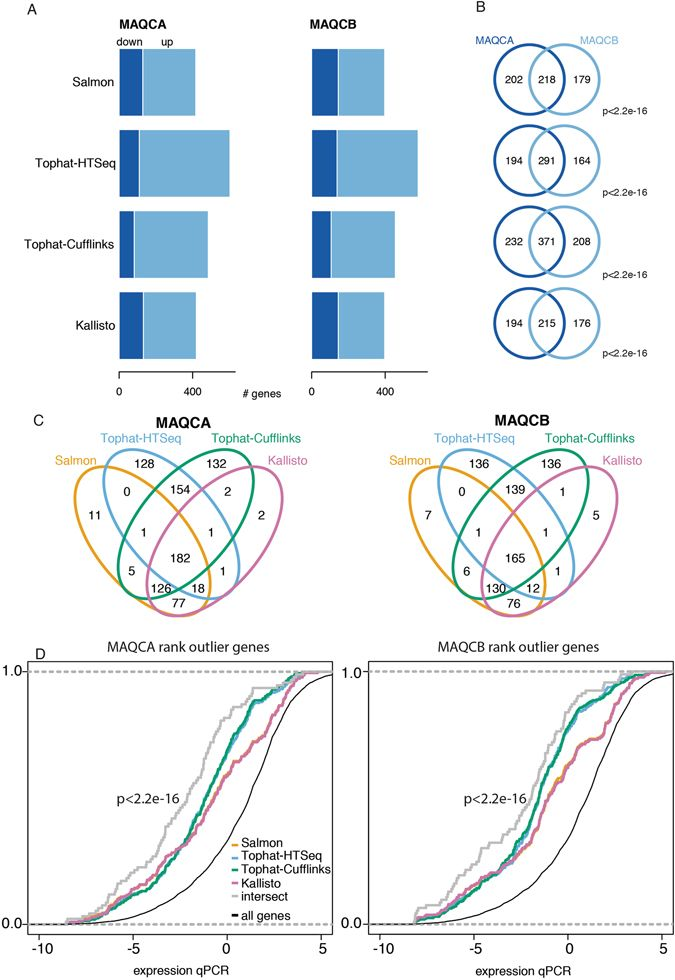 A
MAQCA
MAQCB
down up
Salmon
Tophat-HTSeq
Tophat-Cufflinks
Kallisto
0 400
# genes
0 400
B
MAQCA MAQCB
202 218 179
p<2.2e-16
194 291 164
p<2.2e-16
232 371 208
p<2.2e-16
194 215 176
p<2.2e-16
C
MAQCA
Tophat-HTSeq Tophat-Cufflinks
Salmon Kallisto
128 132
0 154 2
11 2
1 1
182
5 1
126 18
77
MAQCB
Tophat-HTSeq Tophat-Cufflinks
Salmon Kallisto
136 136
0 139 1
7 5
1 1
165
6 1
130 12
76
D
MAQCA rank outlier genes
1.0
p<2.2e-16
Salmon
Tophat-HTSeq
Tophat-Cufflinks
Kallisto
intersect
all genes
0.0
-10 -5 0 5
expression qPCR
MAQCB rank outlier genes
1.0
p<2.2e-16
0.0
-10 -5 0 5
expression qPCR